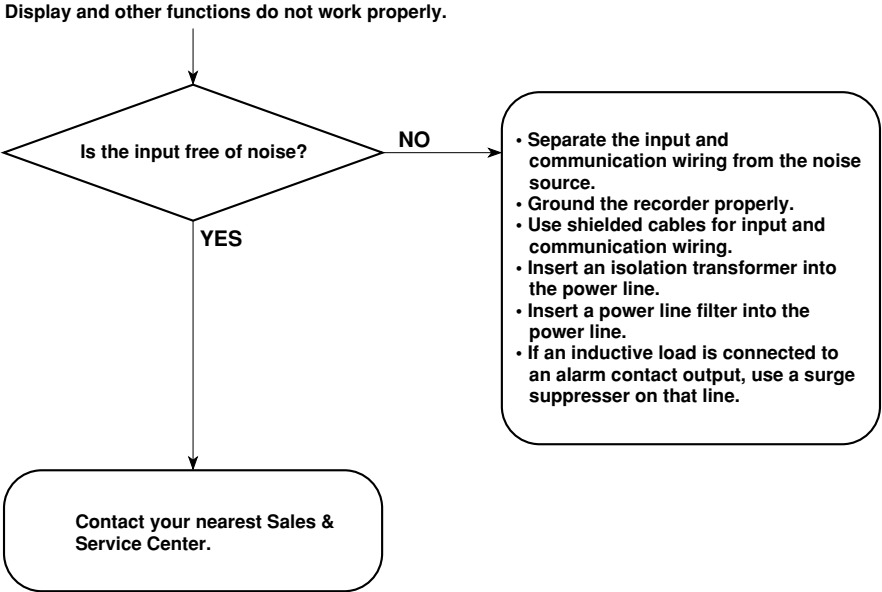 Display and other functions do not work properly.
Is the input free of noise?
NO
• Separate the input and
communication wiring from the noise
source.
• Ground the recorder properly.
• Use shielded cables for input and
communication wiring.
• Insert an isolation transformer into
the power line.
• Insert a power line filter into the
power line.
• If an inductive load is connected to
an alarm contact output, use a surge
suppresser on that line.
YES
Contact your nearest Sales &
Service Center.